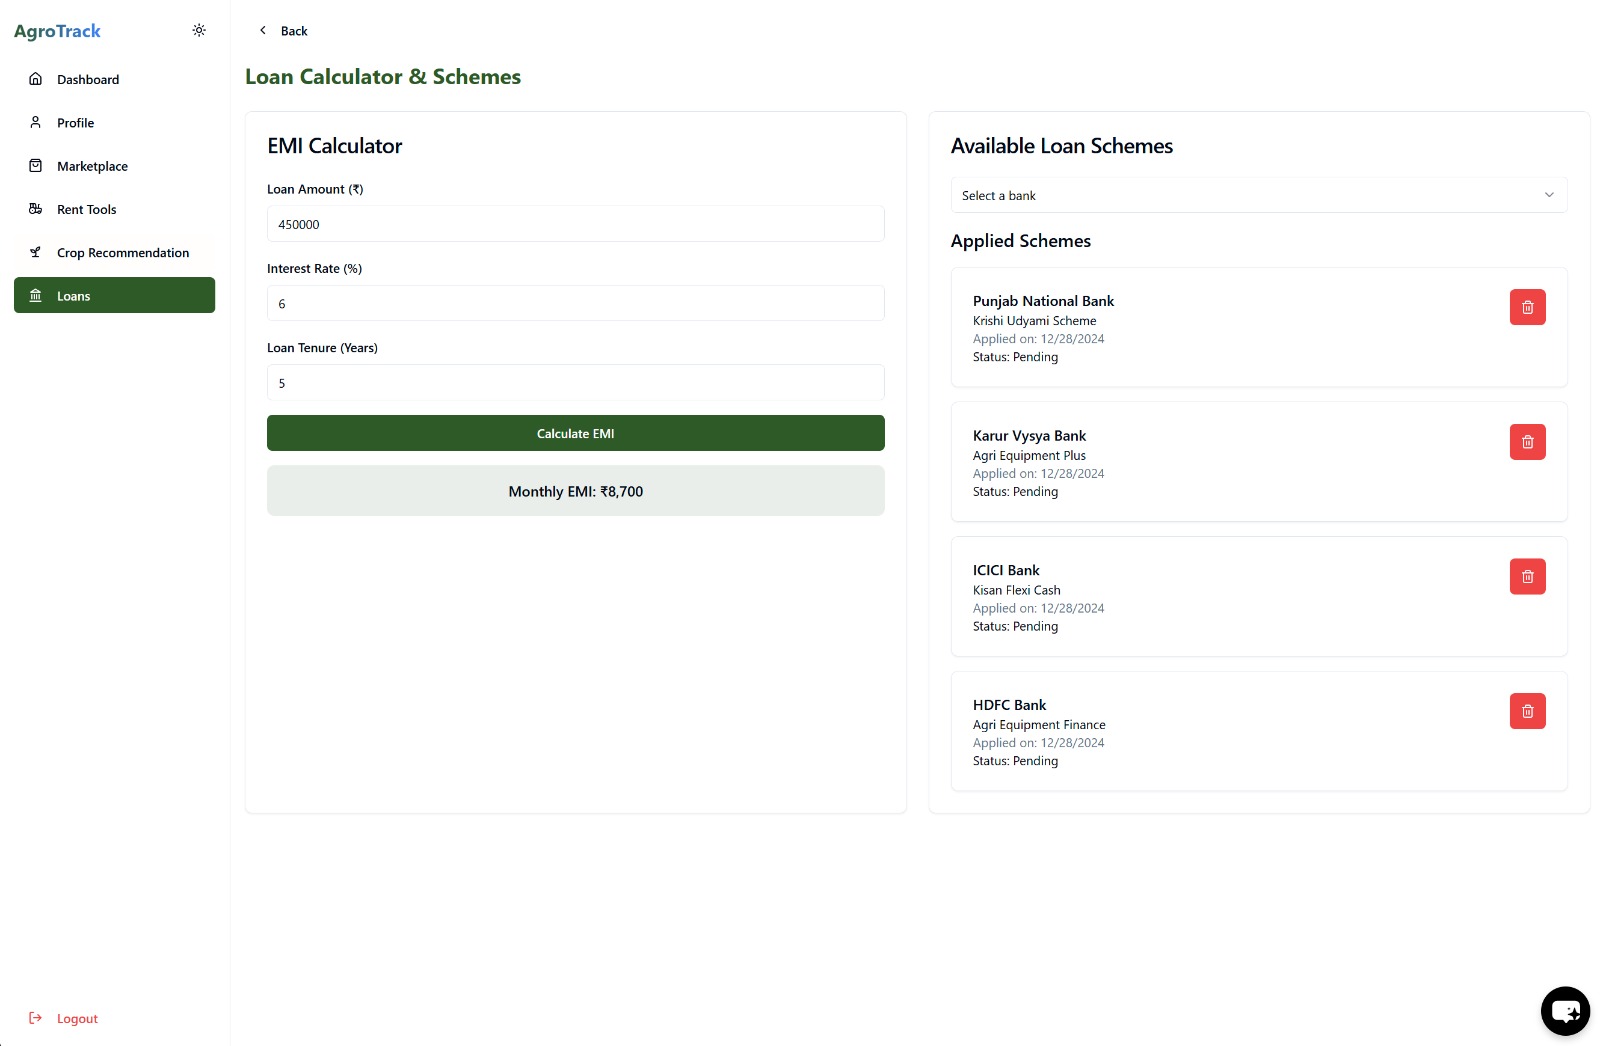 AgroTrack
Dashboard
Profile
Marketplace
Rent Tools
Crop Recommendation
Loans
Logout
Back
Loan Calculator & Schemes
EMI Calculator
Loan Amount (₹)
450000
Interest Rate (%)
6
Loan Tenure (Years)
5
Calculate EMI
Monthly EMI: ₹8,700
Available Loan Schemes
Select a bank
Applied Schemes
Punjab National Bank
Krishi Udyami Scheme
Applied on: 12/28/2024
Status: Pending
Karur Vysya Bank
Agri Equipment Plus
Applied on: 12/28/2024
Status: Pending
ICICI Bank
Kisan Flexi Cash
Applied on: 12/28/2024
Status: Pending
HDFC Bank
Agri Equipment Finance
Applied on: 12/28/2024
Status: Pending